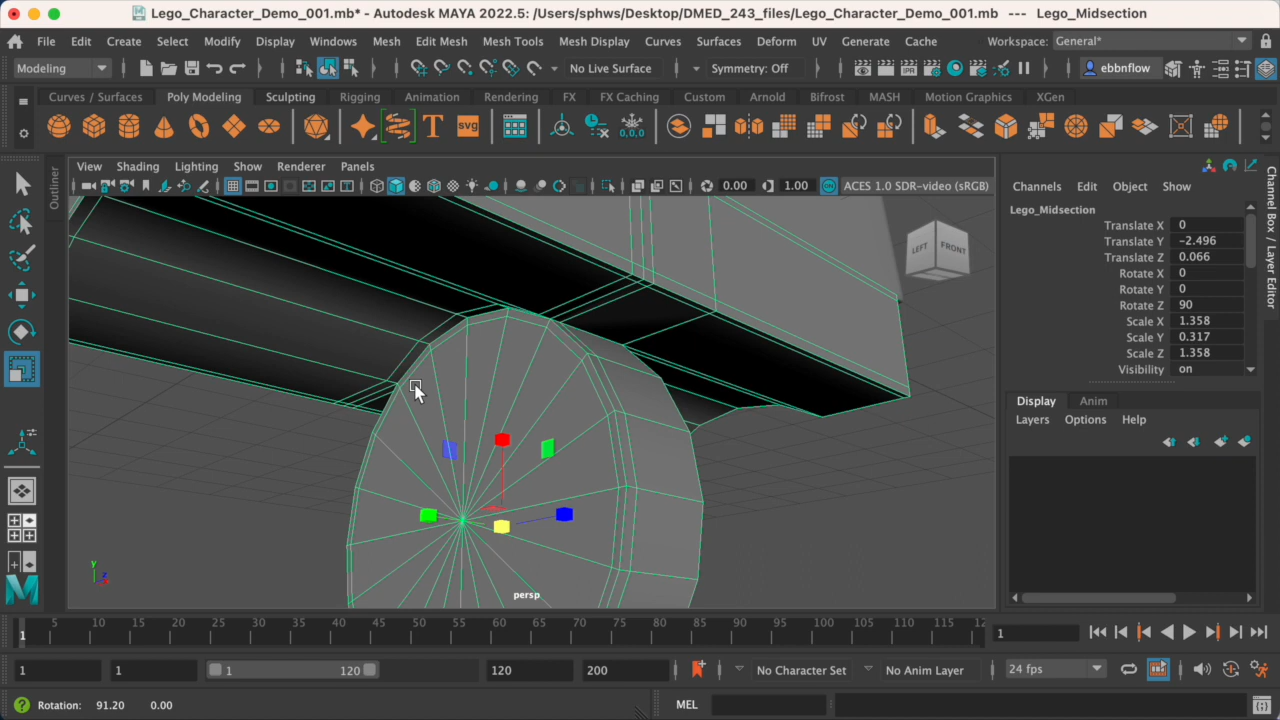 Lego_Character_Demo_001.mb* - Autodesk MAYA 2022.5: /Users/sphws/Desktop/DMED_243_files/Lego_Character_Demo_001.mb --- Lego_Midsection
File Edit Create Select Modify Display Windows Mesh Edit Mesh Mesh Tools Mesh Display Curves Surfaces Deform UV Generate Cache Workspace: General*
Modeling No Live Surface Symmetry: Off IPR ebbnflow
Curves / Surfaces Poly Modeling Sculpting Rigging Animation Rendering FX FX Caching Custom Arnold Bifrost MASH Motion Graphics XGen
T svg 0,0,0
View Shading Lighting Show Renderer Panels
0.00 1.00 ON ACES 1.0 SDR-video (sRGB)
Outliner
LEFT FRONT
y
z
persp
Channels Edit Object Show
Lego_Midsection
Translate X 0
Translate Y -2.496
Translate Z 0.066
Rotate X 0
Rotate Y 0
Rotate Z 90
Scale X 1.358
Scale Y 0.317
Scale Z 1.358
Visibility on
Channel Box / Layer Editor
Display Anim
Layers Options Help
M
1 5 10 15 20 25 30 35 40 45 50 55 60 65 70 75 80 85 90 95 100 105 110 115 12
1
1 1 1 120 120 200 No Character Set No Anim Layer 24 fps
? Rotation: 91.20 0.00 MEL